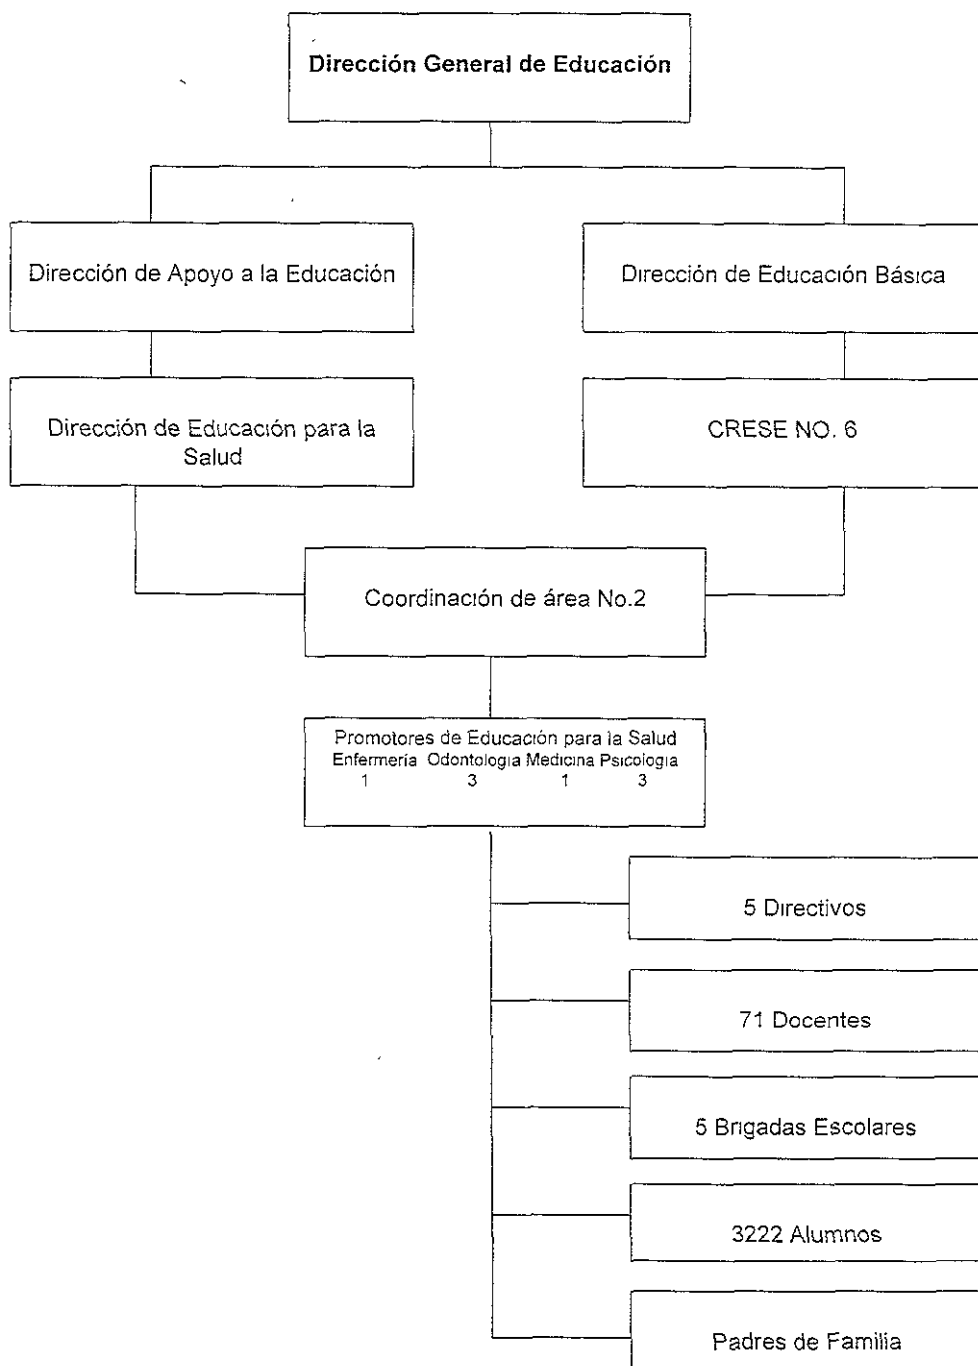 Dirección General de Educación
Dirección de Apoyo a la Educación
Dirección de Educación Básica
Dirección de Educación para la
Salud
CRESE NO. 6
Coordinación de área No.2
Promotores de Educación para la Salud
Enfermería Odontologia Medicina Psicologia
1 3 1 3
5 Directivos
71 Docentes
5 Brigadas Escolares
3222 Alumnos
Padres de Familia